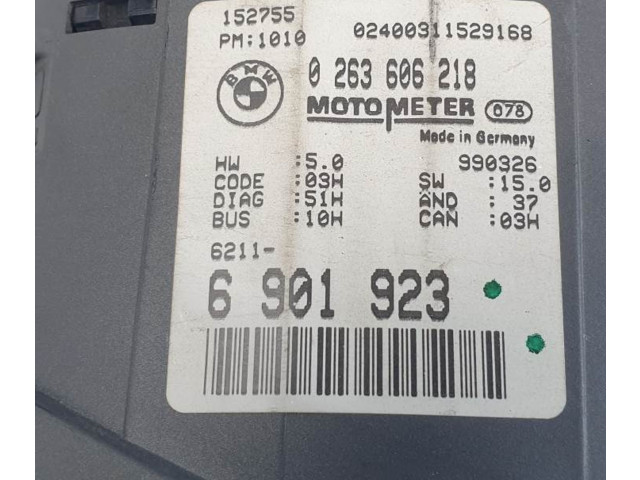 152755 02400311529168
PM:1010
BMW 0 263 606 218
MOTOMETER 078
Made in Germany
HW :5.0 990326
CODE :03H SW :15.0
DIAG :51H ÄND : 37
BUS :10H CAN :03H
6211-
6 901 923